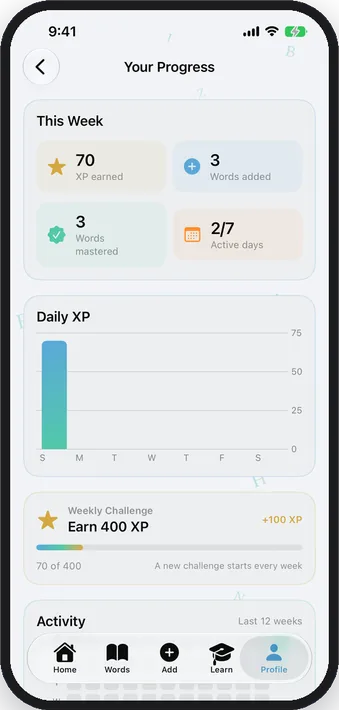 9:41
Your Progress
This Week
70
XP earned
3
Words added
3
Words
mastered
2/7
Active days
Daily XP
75
50
25
0
S M T W T F S
Weekly Challenge
Earn 400 XP
+100 XP
70 of 400
A new challenge starts every week
Activity
Last 12 weeks
Home
Words
Add
Learn
Profile